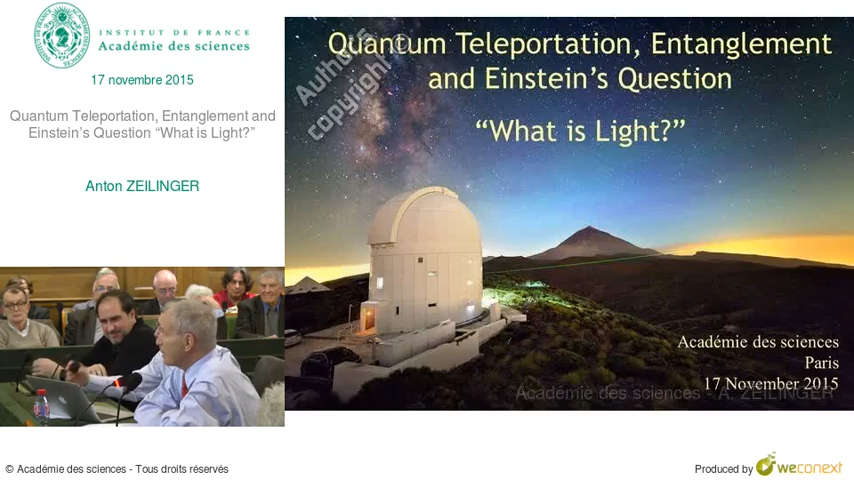 INSTITUT DE FRANCE
Académie des sciences
17 novembre 2015
Quantum Teleportation, Entanglement and
Einstein’s Question “What is Light?”
Anton ZEILINGER
Quantum Teleportation, Entanglement
and Einstein’s Question
“What is Light?”
Author's
copyright
Académie des sciences
Paris
17 November 2015
Académie des sciences - A. ZEILINGER
© Académie des sciences - Tous droits réservés
Produced by weconext